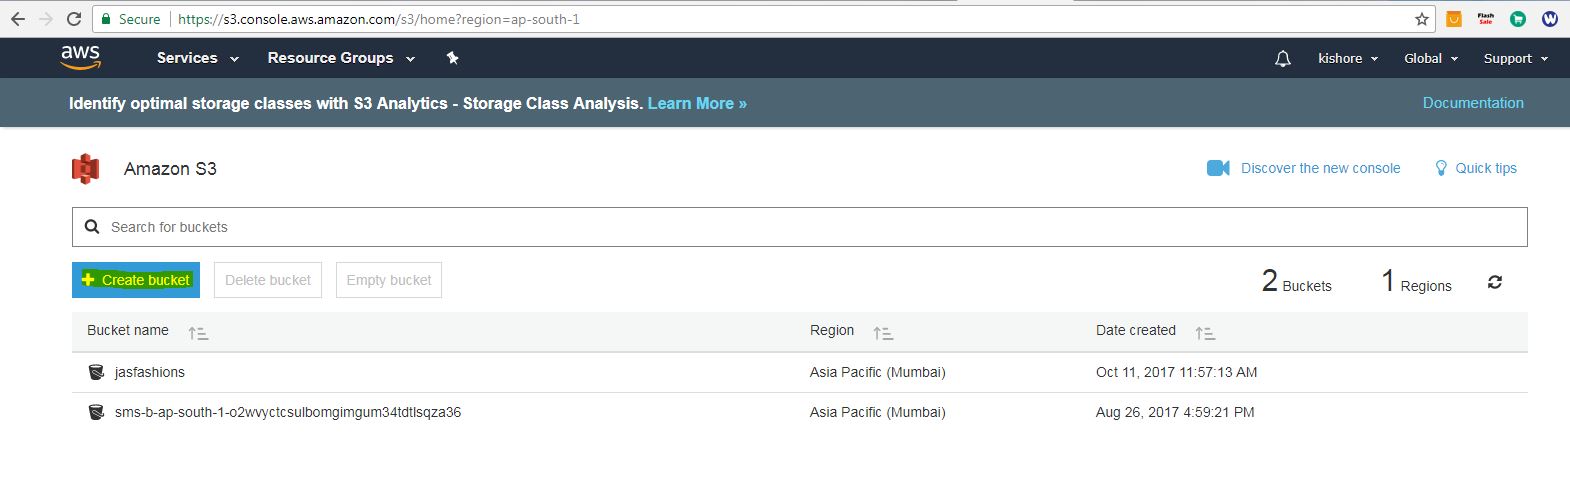 Secure https://s3.console.aws.amazon.com/s3/home?region=ap-south-1 Flash Sale W
aws Services Resource Groups kishore Global Support
Identify optimal storage classes with S3 Analytics - Storage Class Analysis. Learn More » Documentation
Amazon S3 Discover the new console Quick tips
Search for buckets
+ Create bucket Delete bucket Empty bucket 2 Buckets 1 Regions
Bucket name Region Date created
jasfashions Asia Pacific (Mumbai) Oct 11, 2017 11:57:13 AM
sms-b-ap-south-1-o2wvyctcsulbomgimgum34tdtlsqza36 Asia Pacific (Mumbai) Aug 26, 2017 4:59:21 PM